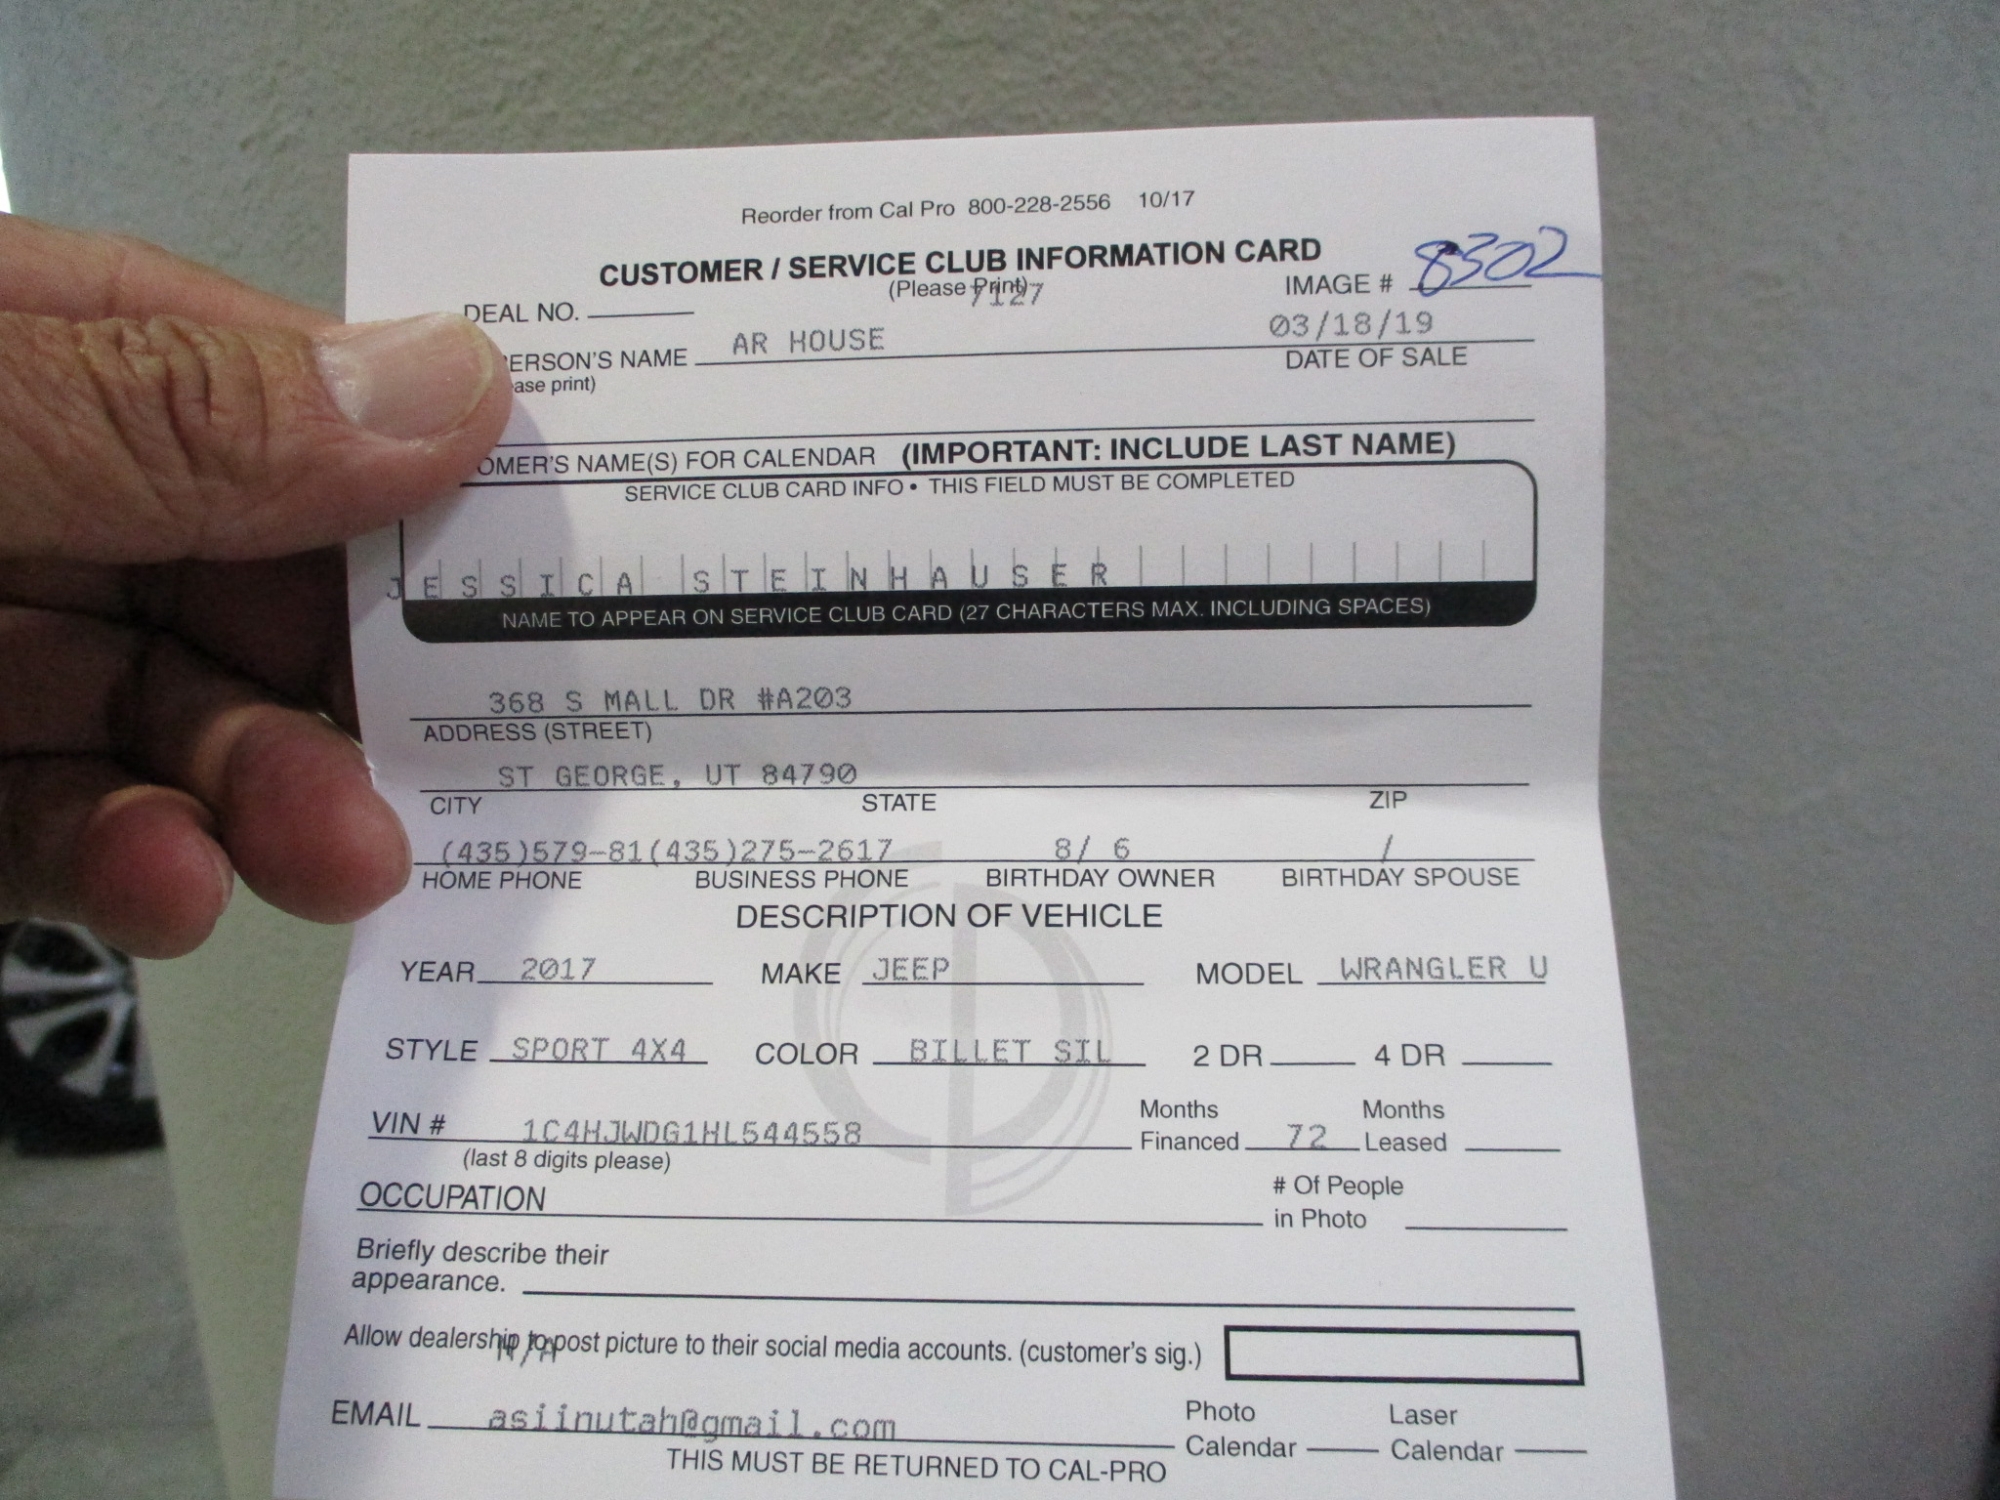 Reorder from Cal Pro 800-228-2556 10/17
CUSTOMER / SERVICE CLUB INFORMATION CARD
(Please Print) 7127
IMAGE # 8302
DEAL NO.
03/18/19
ERSON'S NAME AR HOUSE
DATE OF SALE
ase print)
OMER'S NAME(S) FOR CALENDAR (IMPORTANT: INCLUDE LAST NAME)
SERVICE CLUB CARD INFO • THIS FIELD MUST BE COMPLETED
JESSICA STEINHAUSER
NAME TO APPEAR ON SERVICE CLUB CARD (27 CHARACTERS MAX. INCLUDING SPACES)
368 S MALL DR #A203
ADDRESS (STREET)
ST GEORGE, UT 84790
CITY STATE ZIP
(435)579-81(435)275-2617 8/ 6 /
HOME PHONE BUSINESS PHONE BIRTHDAY OWNER BIRTHDAY SPOUSE
DESCRIPTION OF VEHICLE
YEAR 2017 MAKE JEEP MODEL WRANGLER U
STYLE SPORT 4X4 COLOR BILLET SIL 2 DR 4 DR
Months Months
VIN # 1C4HJWDG1HL544558 Financed 72 Leased
(last 8 digits please)
# Of People
OCCUPATION in Photo
Briefly describe their
appearance.
N/A
Allow dealership to post picture to their social media accounts. (customer's sig.)
Photo Laser
EMAIL asiinutah@gmail.com Calendar Calendar
THIS MUST BE RETURNED TO CAL-PRO